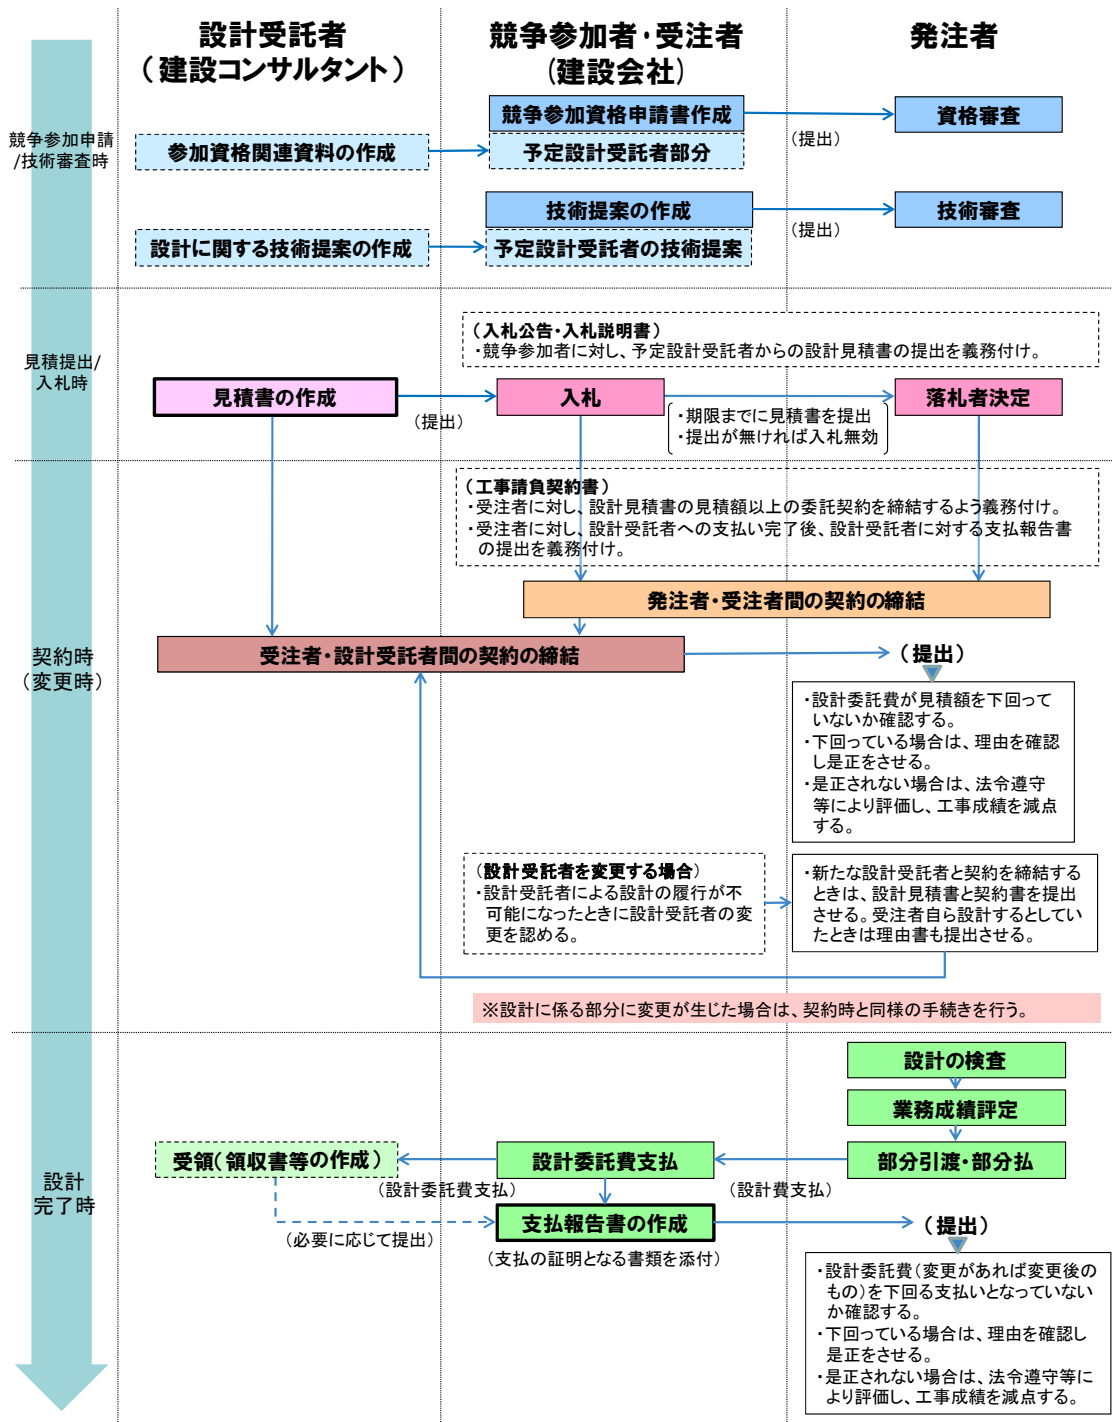 設計受託者
（建設コンサルタント）
競争参加者・受注者
(建設会社)
発注者
競争参加申請
/技術審査時
競争参加資格申請書作成
（提出）
資格審査
参加資格関連資料の作成
予定設計受託者部分
技術提案の作成
（提出）
技術審査
設計に関する技術提案の作成
予定設計受託者の技術提案
見積提出/
入札時
（入札公告・入札説明書）
・競争参加者に対し、予定設計受託者からの設計見積書の提出を義務付け。
見積書の作成
（提出）
入札
・期限までに見積書を提出
・提出が無ければ入札無効
落札者決定
契約時
（変更時）
（工事請負契約書）
・受注者に対し、設計見積書の見積額以上の委託契約を締結するよう義務付け。
・受注者に対し、設計受託者への支払い完了後、設計受託者に対する支払報告書
の提出を義務付け。
発注者・受注者間の契約の締結
受注者・設計受託者間の契約の締結
（提出）
・設計委託費が見積額を下回って
いないか確認する。
・下回っている場合は、理由を確認
し是正をさせる。
・是正されない場合は、法令遵守
等により評価し、工事成績を減点
する。
（設計受託者を変更する場合）
・設計受託者による設計の履行が不
可能になったときに設計受託者の変
更を認める。
・新たな設計受託者と契約を締結する
ときは、設計見積書と契約書を提出
させる。受注者自ら設計するとしてい
たときは理由書も提出させる。
※設計に係る部分に変更が生じた場合は、契約時と同様の手続きを行う。
設計
完了時
設計の検査
業務成績評定
受領（領収書等の作成）
設計委託費支払
部分引渡・部分払
（設計委託費支払）
（設計費支払）
支払報告書の作成
（提出）
（必要に応じて提出）
（支払の証明となる書類を添付）
・設計委託費（変更があれば変更後の
もの）を下回る支払いとなっていない
か確認する。
・下回っている場合は、理由を確認し
是正をさせる。
・是正されない場合は、法令遵守等に
より評価し、工事成績を減点する。